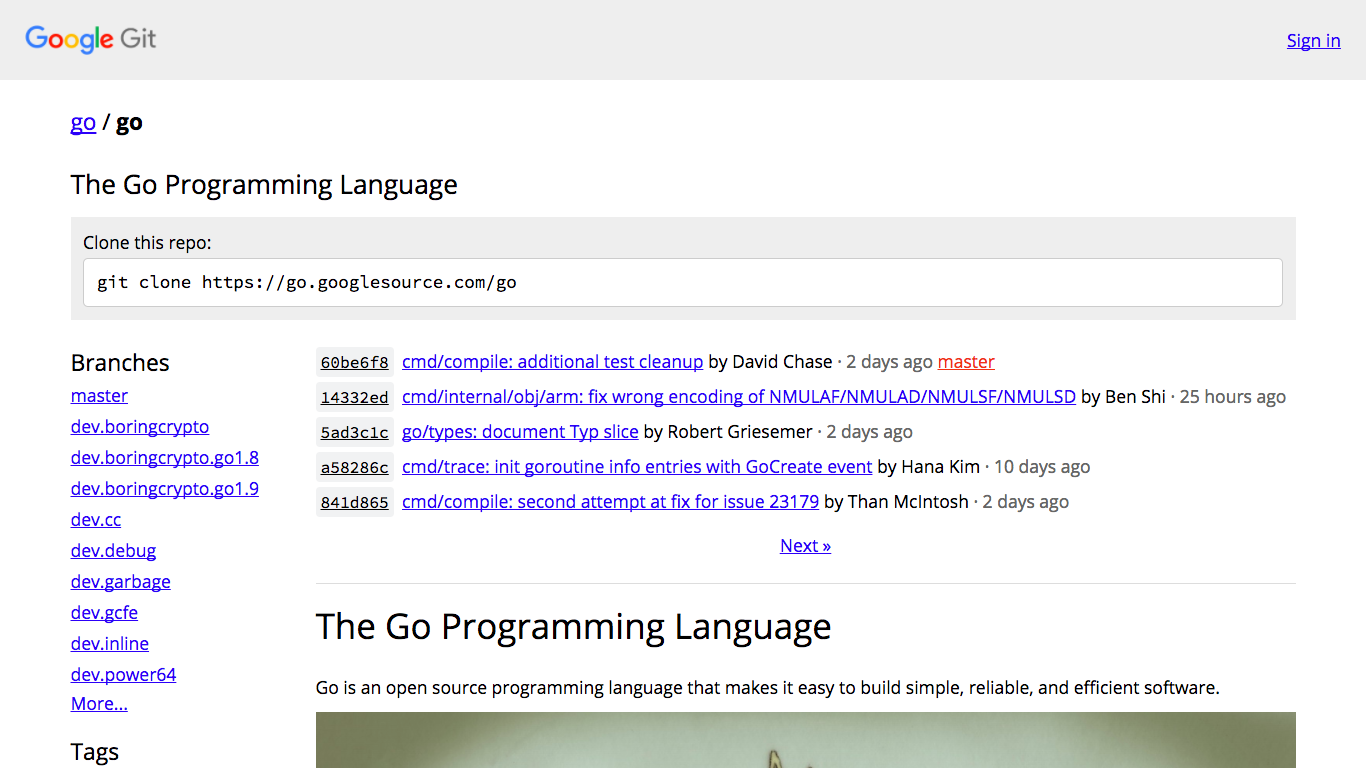 Google Git
Sign in
go / go
The Go Programming Language
Clone this repo:
git clone https://go.googlesource.com/go
Branches
master
dev.boringcrypto
dev.boringcrypto.go1.8
dev.boringcrypto.go1.9
dev.cc
dev.debug
dev.garbage
dev.gcfe
dev.inline
dev.power64
More...
Tags
60be6f8 cmd/compile: additional test cleanup by David Chase · 2 days ago master
14332ed cmd/internal/obj/arm: fix wrong encoding of NMULAF/NMULAD/NMULSF/NMULSD by Ben Shi · 25 hours ago
5ad3c1c go/types: document Typ slice by Robert Griesemer · 2 days ago
a58286c cmd/trace: init goroutine info entries with GoCreate event by Hana Kim · 10 days ago
841d865 cmd/compile: second attempt at fix for issue 23179 by Than McIntosh · 2 days ago
Next »
The Go Programming Language
Go is an open source programming language that makes it easy to build simple, reliable, and efficient software.